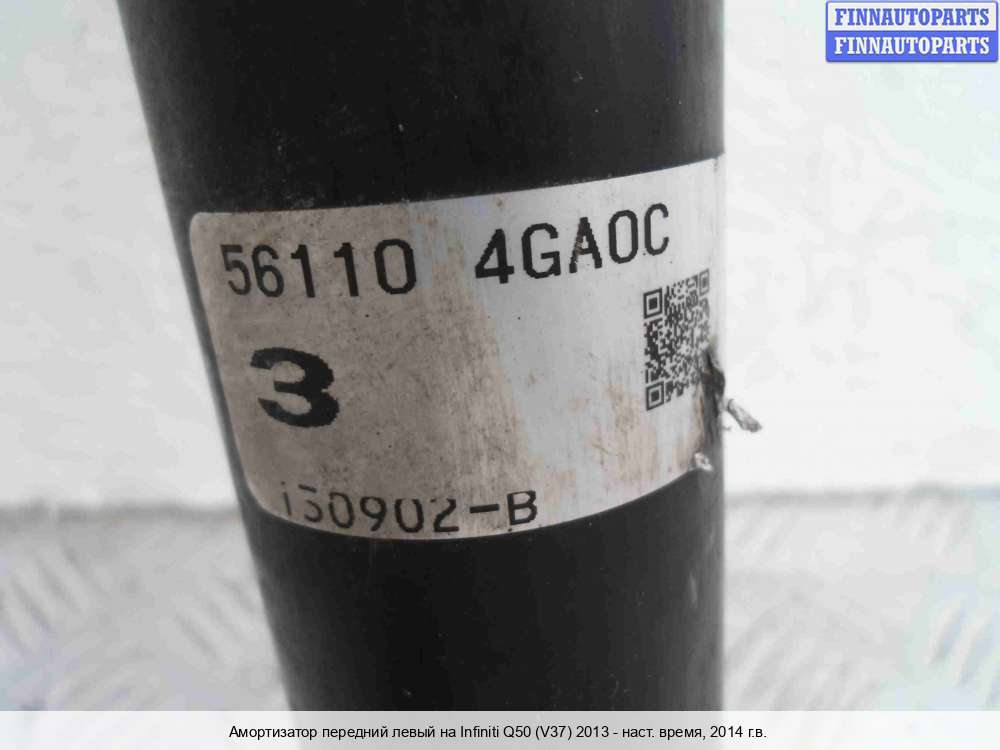 FINNAUTOPARTS
FINNAUTOPARTS
56110 4GA0C
3
130902-B
Амортизатор передний левый на Infiniti Q50 (V37) 2013 - наст. время, 2014 г.в.